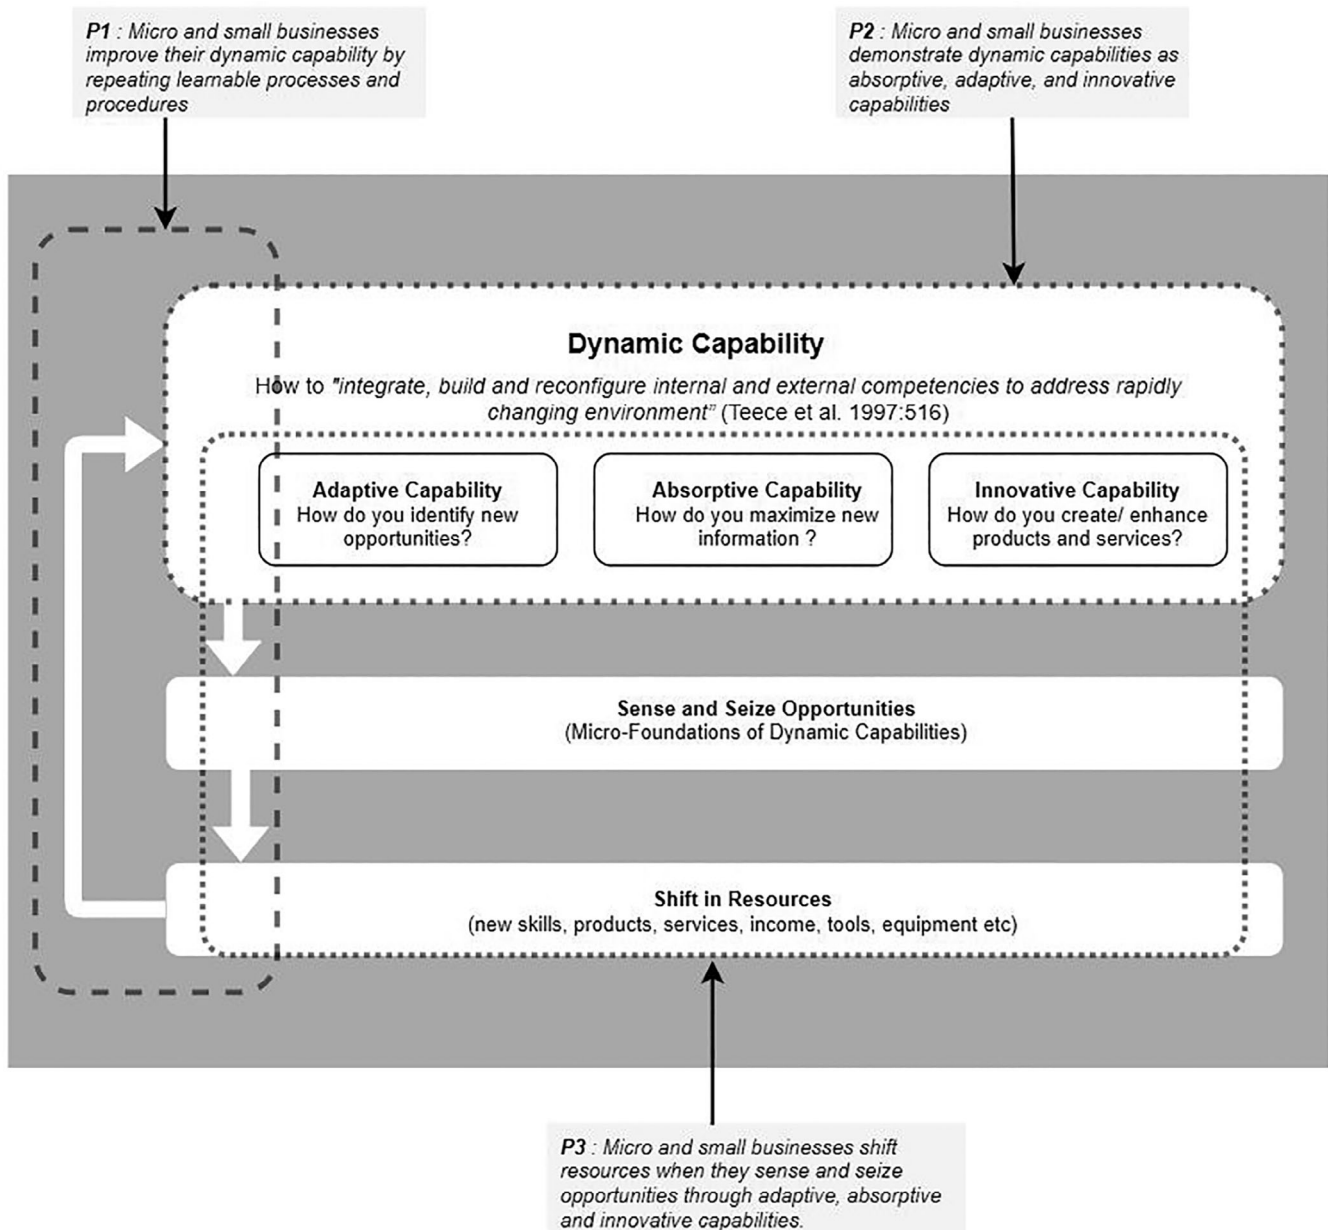 P1 : Micro and small businesses
improve their dynamic capability by
repeating learnable processes and
procedures
P2 : Micro and small businesses
demonstrate dynamic capabilities as
absorptive, adaptive, and innovative
capabilities
Dynamic Capability
How to "integrate, build and reconfigure internal and external competencies to address rapidly
changing environment" (Teece et al. 1997:516)
Adaptive Capability
How do you identify new
opportunities?
Absorptive Capability
How do you maximize new
information ?
Innovative Capability
How do you create/ enhance
products and services?
Sense and Seize Opportunities
(Micro-Foundations of Dynamic Capabilities)
Shift in Resources
(new skills, products, services, income, tools, equipment etc)
P3 : Micro and small businesses shift
resources when they sense and seize
opportunities through adaptive, absorptive
and innovative capabilities.